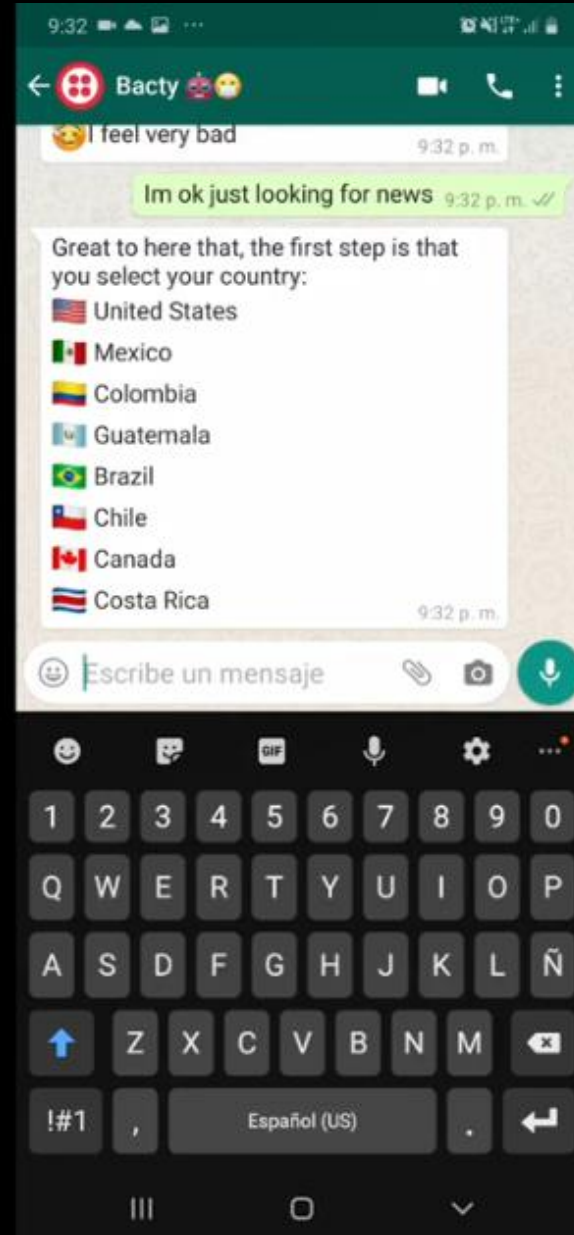 9:32
Bacty
I feel very bad
9:32 p. m.
Im ok just looking for news 9:32 p. m.
Great to here that, the first step is that
you select your country:
United States
Mexico
Colombia
Guatemala
Brazil
Chile
Canada
Costa Rica
9:32 p. m.
Escribe un mensaje
GIF
1 2 3 4 5 6 7 8 9 0
Q W E R T Y U I O P
A S D F G H J K L Ñ
Z X C V B N M
!#1 , Español (US) .